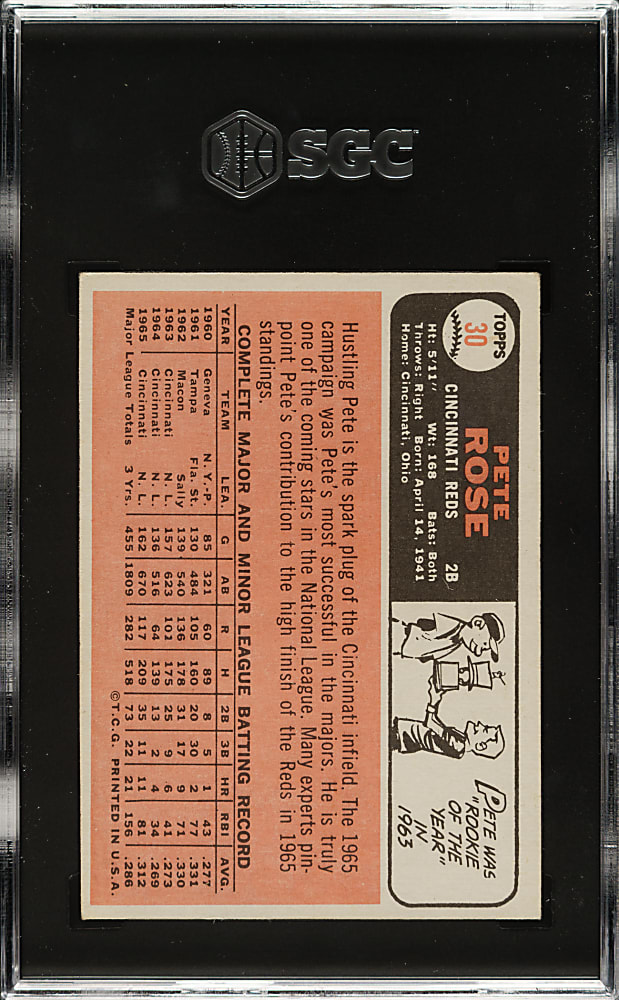 SGC
TOPPS
30
PETE
ROSE
CINCINNATI REDS 2B
Ht: 5'11" Wt: 168 Bats: Both
Throws: Right Born: April 14, 1941
Home: Cincinnati, Ohio
PETE WAS
"ROOKIE
OF THE
YEAR"
IN
1963
Hustling Pete is the spark plug of the Cincinnati infield. The 1965
campaign was Pete's most successful in the majors. He is truly
one of the coming stars in the National League. Many experts pin-
point Pete's contribution to the high finish of the Reds in 1965
standings.
COMPLETE MAJOR AND MINOR LEAGUE BATTING RECORD
YEAR TEAM LEA. G AB R H 2B 3B HR RBI AVG.
1960 Geneva N. Y.-P. 85 321 60 89 8 5 1 43 .277
1961 Tampa Fla. St. 130 484 105 160 20 30 2 77 .331
1962 Macon Sally 139 540 136 178 31 17 9 71 .330
1963 Cincinnati N. L. 157 623 101 175 25 9 6 41 .273
1964 Cincinnati N. L. 136 516 64 139 13 2 4 34 .269
1965 Cincinnati N. L. 162 670 117 209 35 11 11 81 .312
Major League Totals 3 Yrs. 455 1809 282 518 73 22 21 156 .286
©T.C.G. PRINTED IN U.S.A.